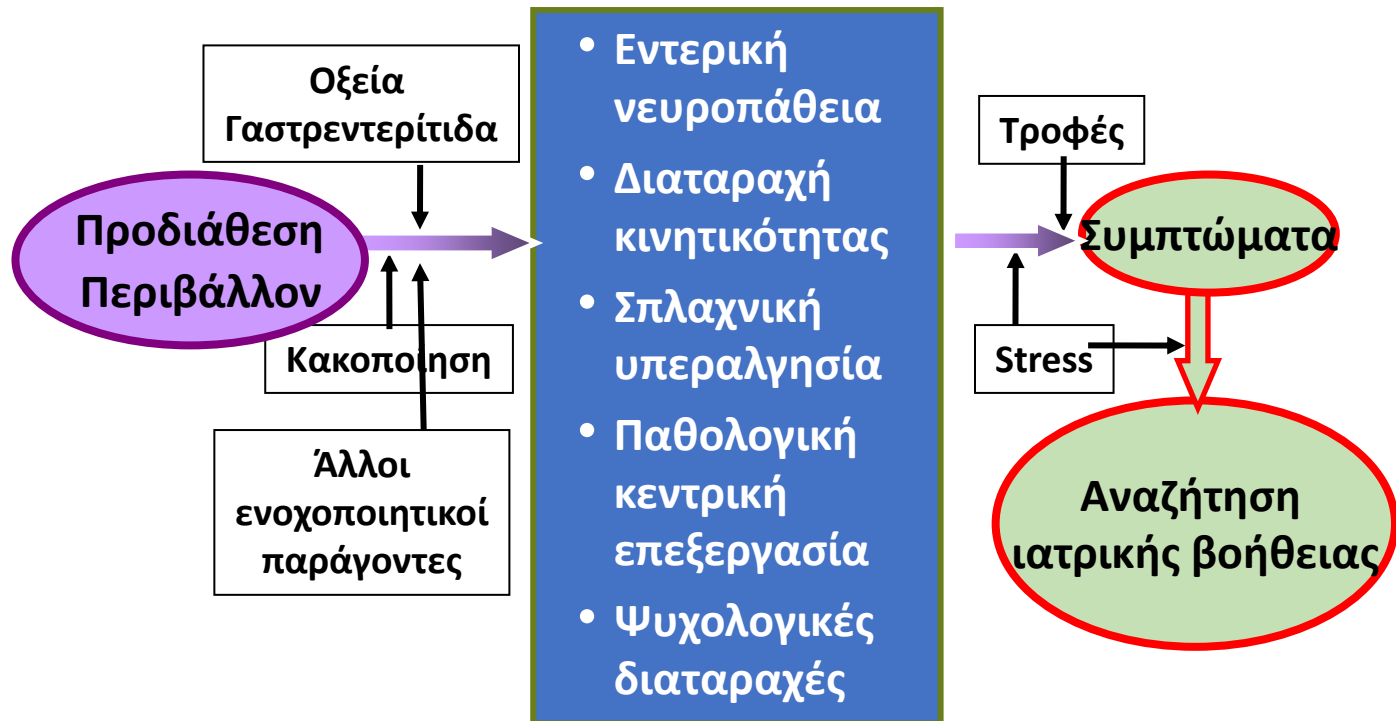 Οξεία
Γαστρεντερίτιδα
Προδιάθεση
Περιβάλλον
Κακοποίηση
Άλλοι
ενοχοποιητικοί
παράγοντες
• Εντερική
νευροπάθεια
• Διαταραχή
κινητικότητας
• Σπλαχνική
υπεραλγησία
• Παθολογική
κεντρική
επεξεργασία
• Ψυχολογικές
διαταραχές
Τροφές
Συμπτώματα
Stress
Αναζήτηση
ιατρικής βοήθειας